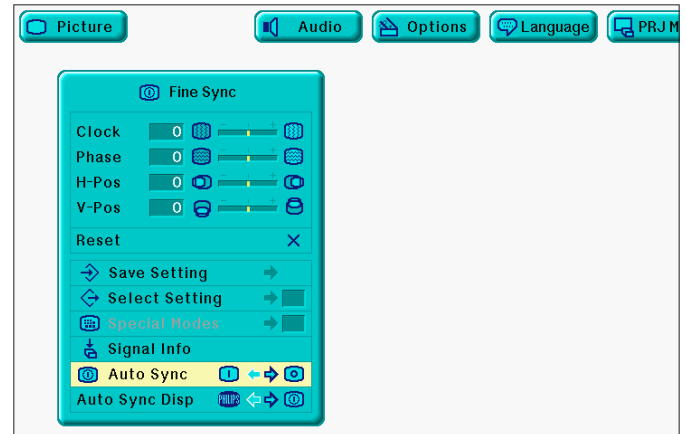 Picture
Audio
Options
Language
PRJ M
Fine Sync
Clock 0 - +
Phase 0 - +
H-Pos 0 - +
V-Pos 0 - +
Reset
Save Setting
Select Setting
Special Modes
Signal Info
Auto Sync
Auto Sync Disp PHILIPS